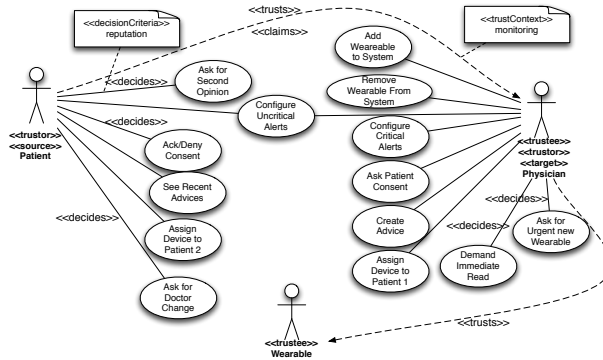 <<decisionCriteria>>
reputation
<<trusts>>
<<claims>>
<<trustContext>>
monitoring
Add
Weareable
to System
Ask for
Second
Opinion
<<decides>>
Remove
Wearable From
System
Configure
Uncritical
Alerts
<<decides>>
Configure
Critical
Alerts
<<trustor>>
<<source>>
Patient
Ack/Deny
Consent
<<trustee>>
<<trustor>>
<<target>>
Physician
Ask Patient
Consent
See Recent
Advices
<<decides>>
<<decides>>
Create
Advice
<<decides>>
Ask for
Urgent new
Wearable
Assign
Device to
Patient 2
Assign
Device to
Patient 1
Demand
Immediate
Read
Ask for
Doctor
Change
<<trusts>>
<<trustee>>
Wearable